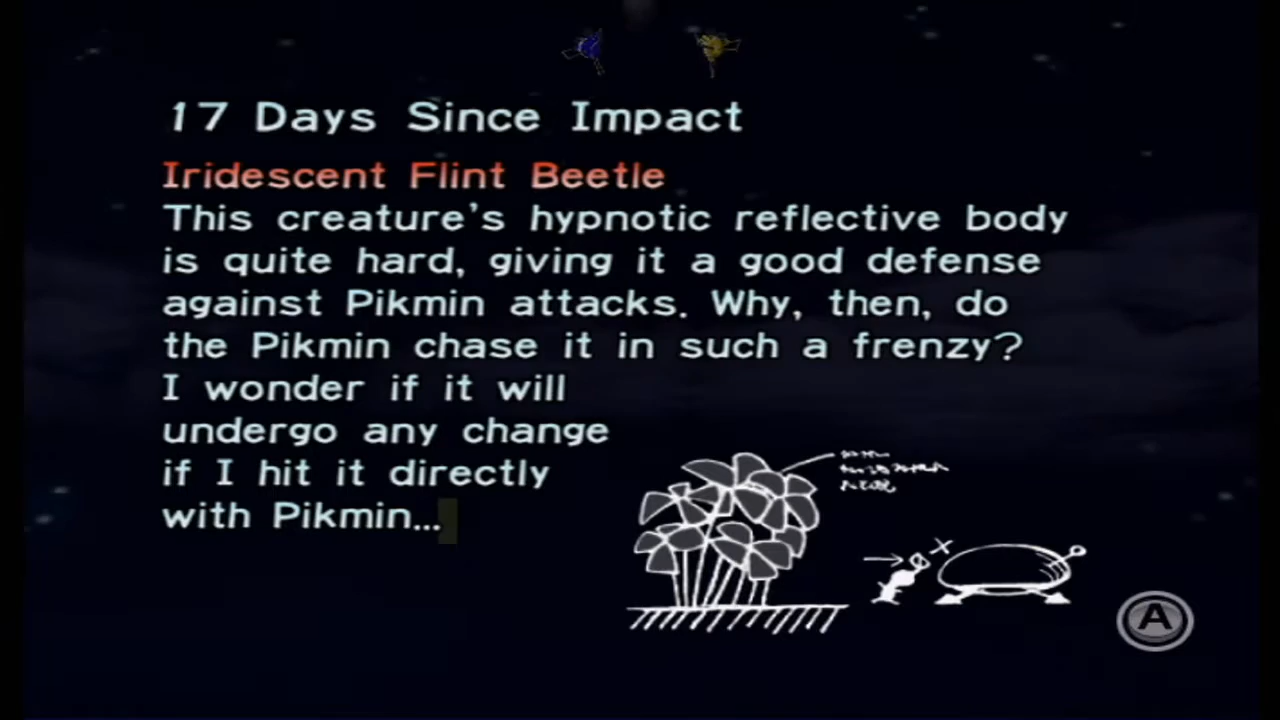 17 Days Since Impact
Iridescent Flint Beetle
This creature's hypnotic reflective body
is quite hard, giving it a good defense
against Pikmin attacks. Why, then, do
the Pikmin chase it in such a frenzy?
I wonder if it will
undergo any change
if I hit it directly
with Pikmin...
A